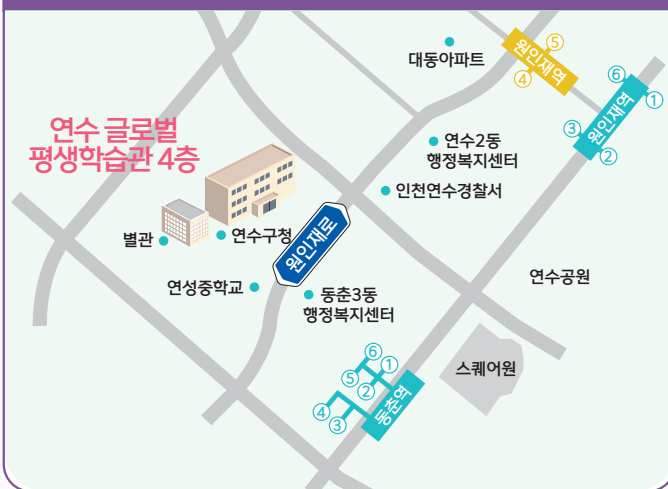 대동아파트
원인재역
⑤
④
원인재역
⑥
①
③
②
연수 글로벌
평생학습관 4층
연수2동
행정복지센터
인천연수경찰서
별관
연수구청
원인재로
연성중학교
동춘3동
행정복지센터
연수공원
스퀘어원
동춘역
⑥
①
⑤
②
④
③